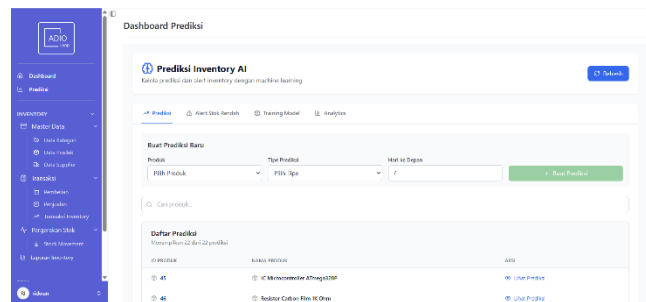 Dashboard Prediksi
ADIO
Dashboard
Prediksi
INVENTORY
Master Data
Data Kategori
Data Produk
Data Supplier
Transaksi
Pembelian
Penjualan
Transaksi Inventory
Pergerakan Stok
Stock Movement
Laporan Inventory
Prediksi Inventory AI
Kelola prediksi dan alert inventory dengan machine learning
Refresh
Prediksi
Alert Stok Rendah
Training Model
Analytics
Buat Prediksi Baru
Produk
Tipe Prediksi
Hari ke Depan
Pilih Produk
Pilih Tipe
7
+ Buat Prediksi
Cari produk...
Daftar Prediksi
Menampilkan 22 dari 22 prediksi
ID PRODUK
NAMA PRODUK
AKSI
45
IC Microcontroller ATmega328P
Lihat Prediksi
46
Resistor Carbon Film 1K Ohm
Lihat Prediksi